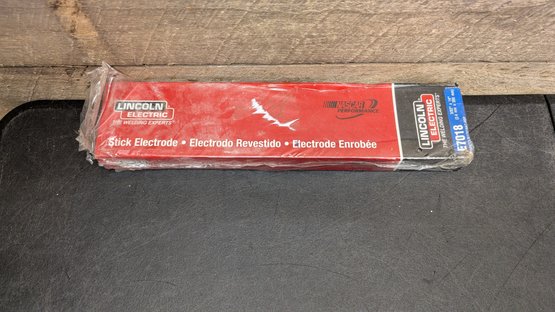 LINCOLN
ELECTRIC
THE WELDING EXPERTS
NASCAR
PERFORMANCE
Stick Electrode • Electrodo Revestido • Electrode Enrobée
LINCOLN
ELECTRIC
THE WELDING EXPERTS
E7018